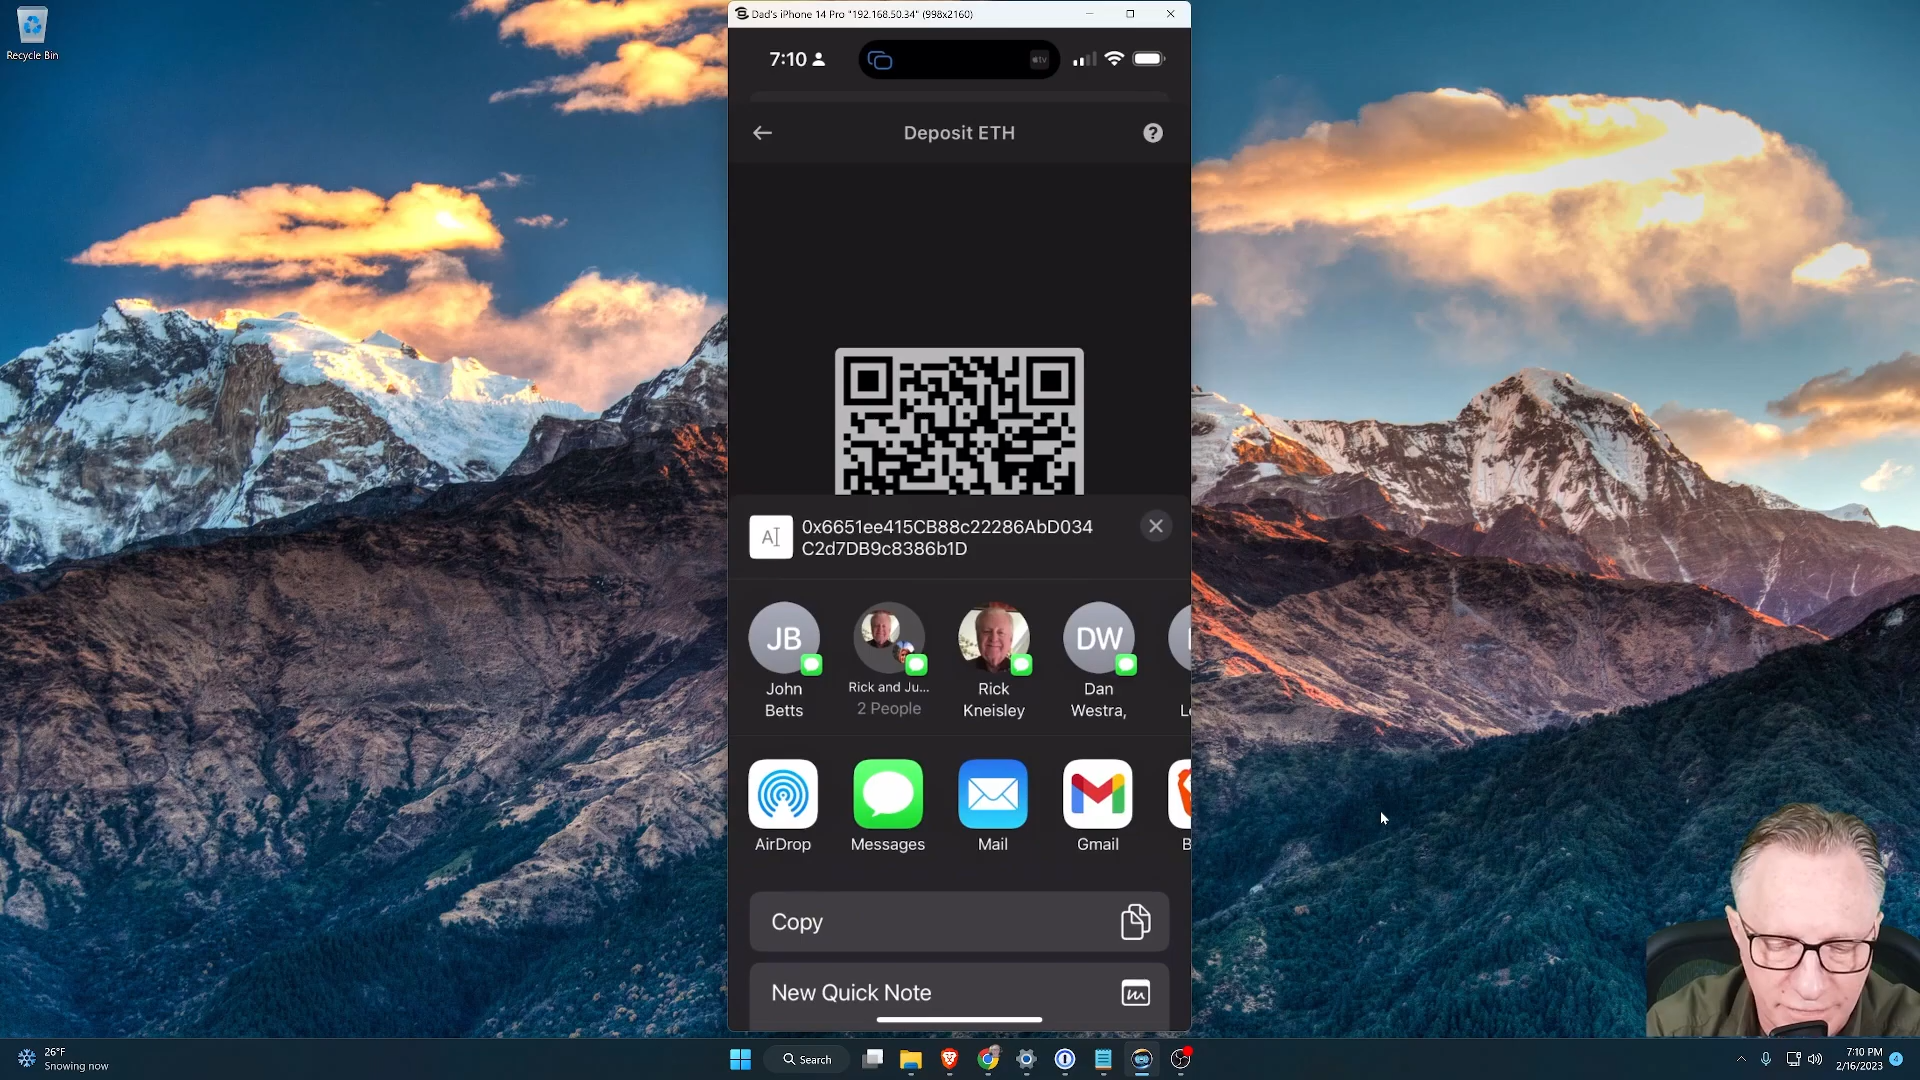 Recycle Bin
Dad's iPhone 14 Pro "192.168.50.34" (998x2160)
7:10
tv
Deposit ETH
?
A
0x6651ee415CB88c22286AbD034
C2d7DB9c8386b1D
JB
DW
John
Betts
Rick and Ju...
2 People
Rick
Kneisley
Dan
Westra,
AirDrop
Messages
Mail
Gmail
B
Copy
New Quick Note
26°F
Snowing now
Search
7:10 PM
2/16/2023
4